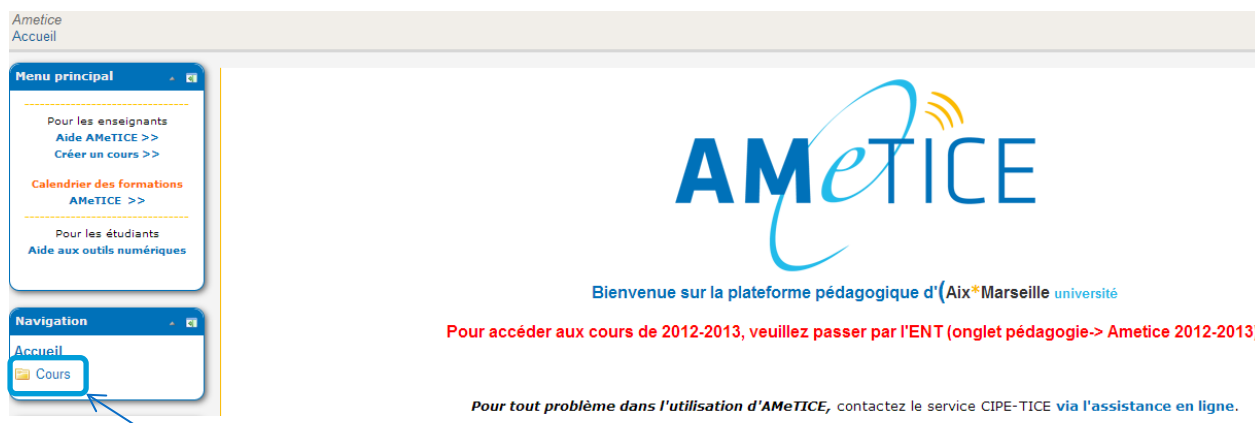 Ametice
Accueil
Menu principal
Pour les enseignants
Aide AMeTICE >>
Créer un cours >>
Calendrier des formations
AMeTICE >>
Pour les étudiants
Aide aux outils numériques
Navigation
Accueil
Cours
AMeTICE
Bienvenue sur la plateforme pédagogique d'(Aix*Marseille université
Pour accéder aux cours de 2012-2013, veuillez passer par l'ENT (onglet pédagogie-> Ametice 2012-2013)
Pour tout problème dans l'utilisation d'AMeTICE, contactez le service CIPE-TICE via l'assistance en ligne.